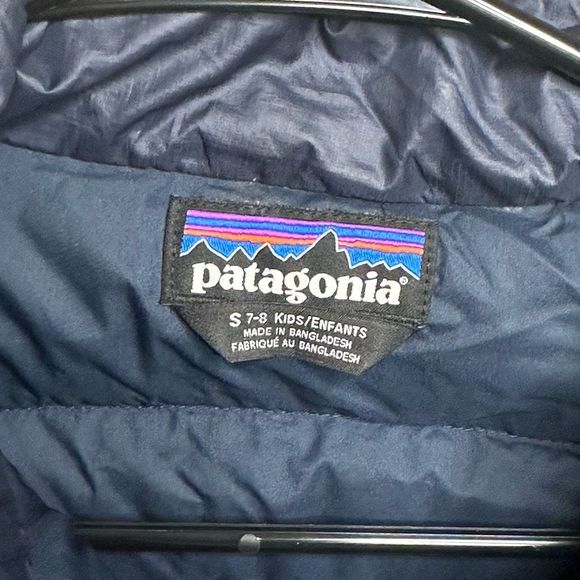 patagonia®
S 7-8 KIDS/ENFANTS
MADE IN BANGLADESH
FABRIQUÉ AU BANGLADESH